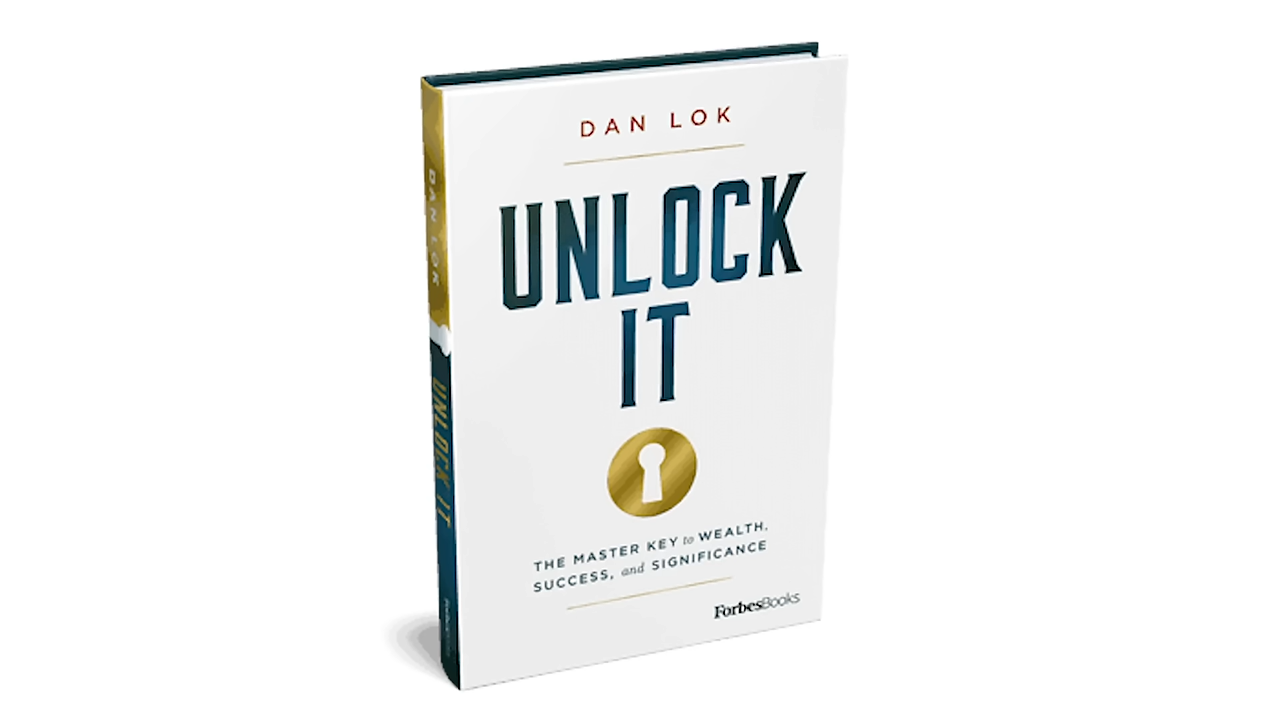 DAN LOK
UNLOCK
IT
THE MASTER KEY to WEALTH,
SUCCESS, and SIGNIFICANCE
ForbesBooks
DAN LOK
UNLOCK IT